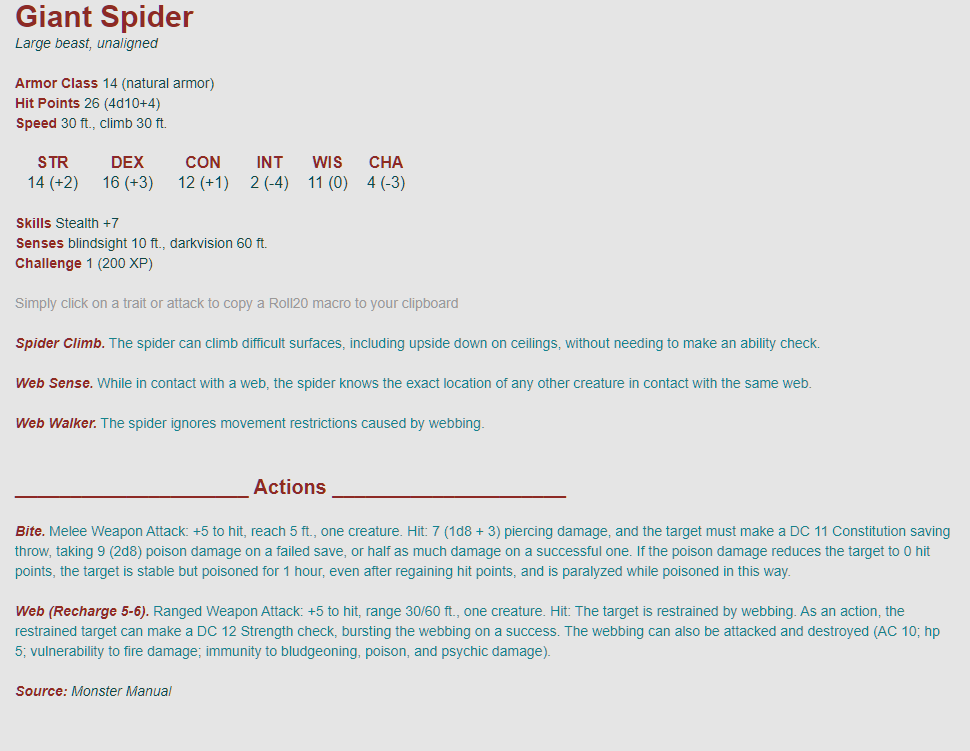 Giant Spider
Large beast, unaligned
Armor Class 14 (natural armor)
Hit Points 26 (4d10+4)
Speed 30 ft., climb 30 ft.
STR DEX CON INT WIS CHA
14 (+2) 16 (+3) 12 (+1) 2 (-4) 11 (0) 4 (-3)
Skills Stealth +7
Senses blindsight 10 ft., darkvision 60 ft.
Challenge 1 (200 XP)
Simply click on a trait or attack to copy a Roll20 macro to your clipboard
Spider Climb. The spider can climb difficult surfaces, including upside down on ceilings, without needing to make an ability check.
Web Sense. While in contact with a web, the spider knows the exact location of any other creature in contact with the same web.
Web Walker. The spider ignores movement restrictions caused by webbing.
_____________________ Actions _____________________
Bite. Melee Weapon Attack: +5 to hit, reach 5 ft., one creature. Hit: 7 (1d8 + 3) piercing damage, and the target must make a DC 11 Constitution saving
throw, taking 9 (2d8) poison damage on a failed save, or half as much damage on a successful one. If the poison damage reduces the target to 0 hit
points, the target is stable but poisoned for 1 hour, even after regaining hit points, and is paralyzed while poisoned in this way.
Web (Recharge 5-6). Ranged Weapon Attack: +5 to hit, range 30/60 ft., one creature. Hit: The target is restrained by webbing. As an action, the
restrained target can make a DC 12 Strength check, bursting the webbing on a success. The webbing can also be attacked and destroyed (AC 10; hp
5; vulnerability to fire damage; immunity to bludgeoning, poison, and psychic damage).
Source: Monster Manual